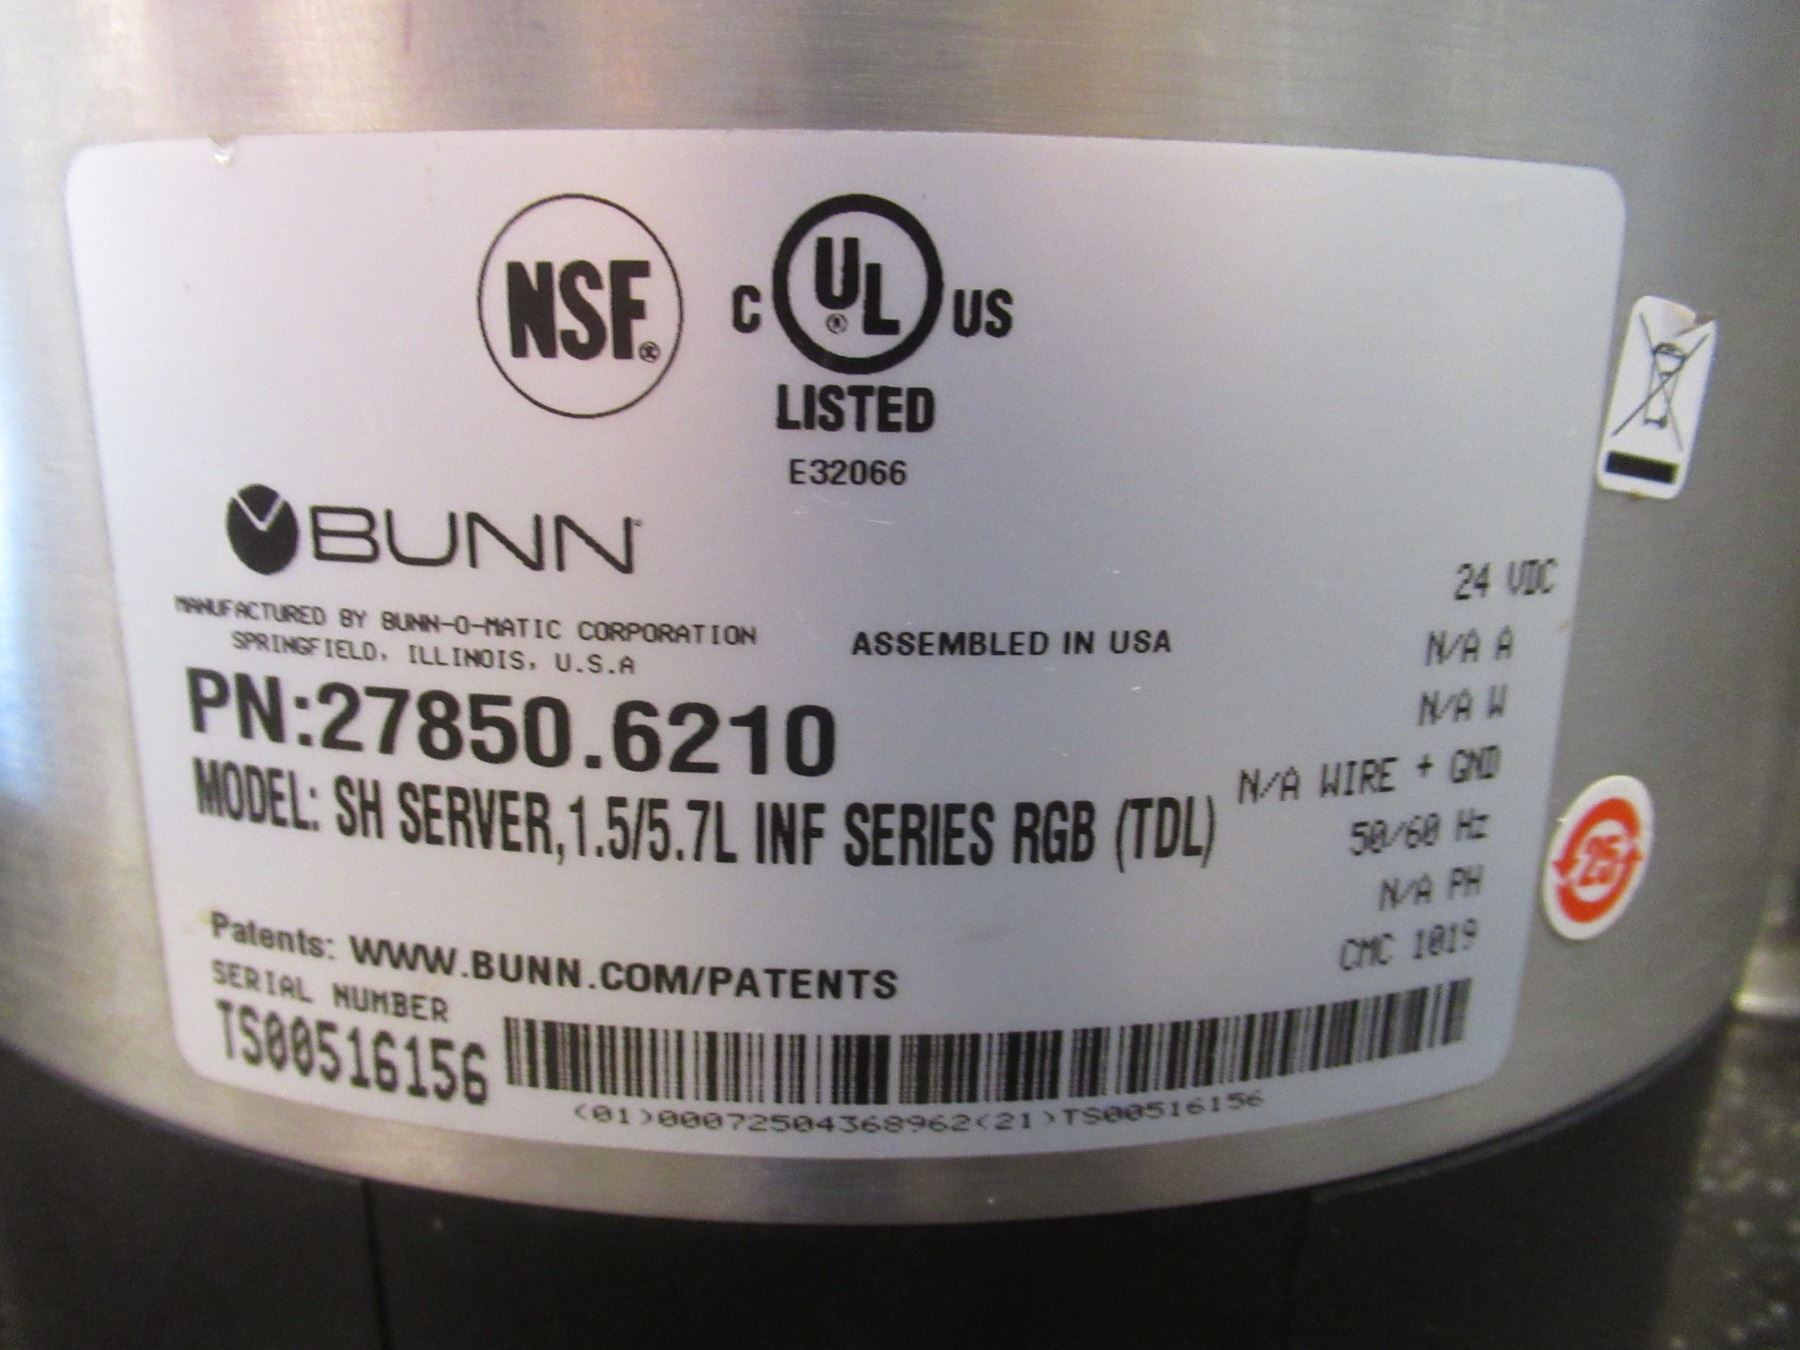 NSF®
C UL® US
LISTED
E32066
BUNN
MANUFACTURED BY BUNN-O-MATIC CORPORATION
SPRINGFIELD, ILLINOIS, U.S.A
ASSEMBLED IN USA
PN:27850.6210
MODEL: SH SERVER,1.5/5.7L INF SERIES RGB (TDL)
24 VDC
N/A A
N/A W
N/A WIRE + GND
50/60 Hz
N/A PH
CMC 1019
Patents: WWW.BUNN.COM/PATENTS
SERIAL NUMBER
TS00516156
(01)00072504368962(21)TS00516156
25